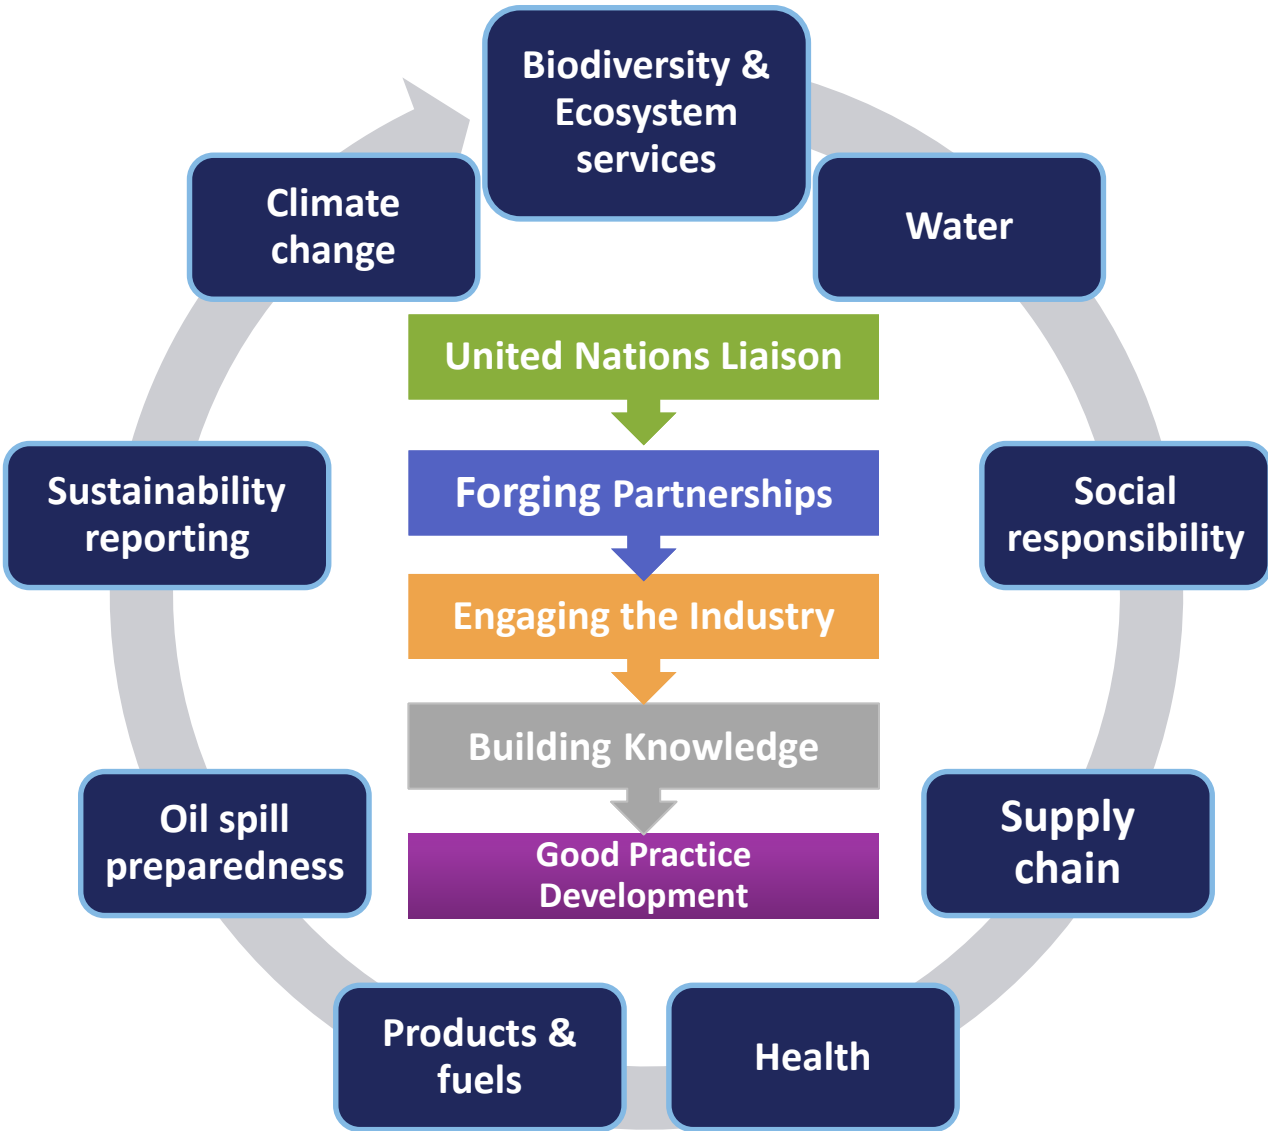 Biodiversity &
Ecosystem
services
Water
Social
responsibility
Supply
chain
Health
Products &
fuels
Oil spill
preparedness
Sustainability
reporting
Climate
change
United Nations Liaison
Forging Partnerships
Engaging the Industry
Building Knowledge
Good Practice
Development